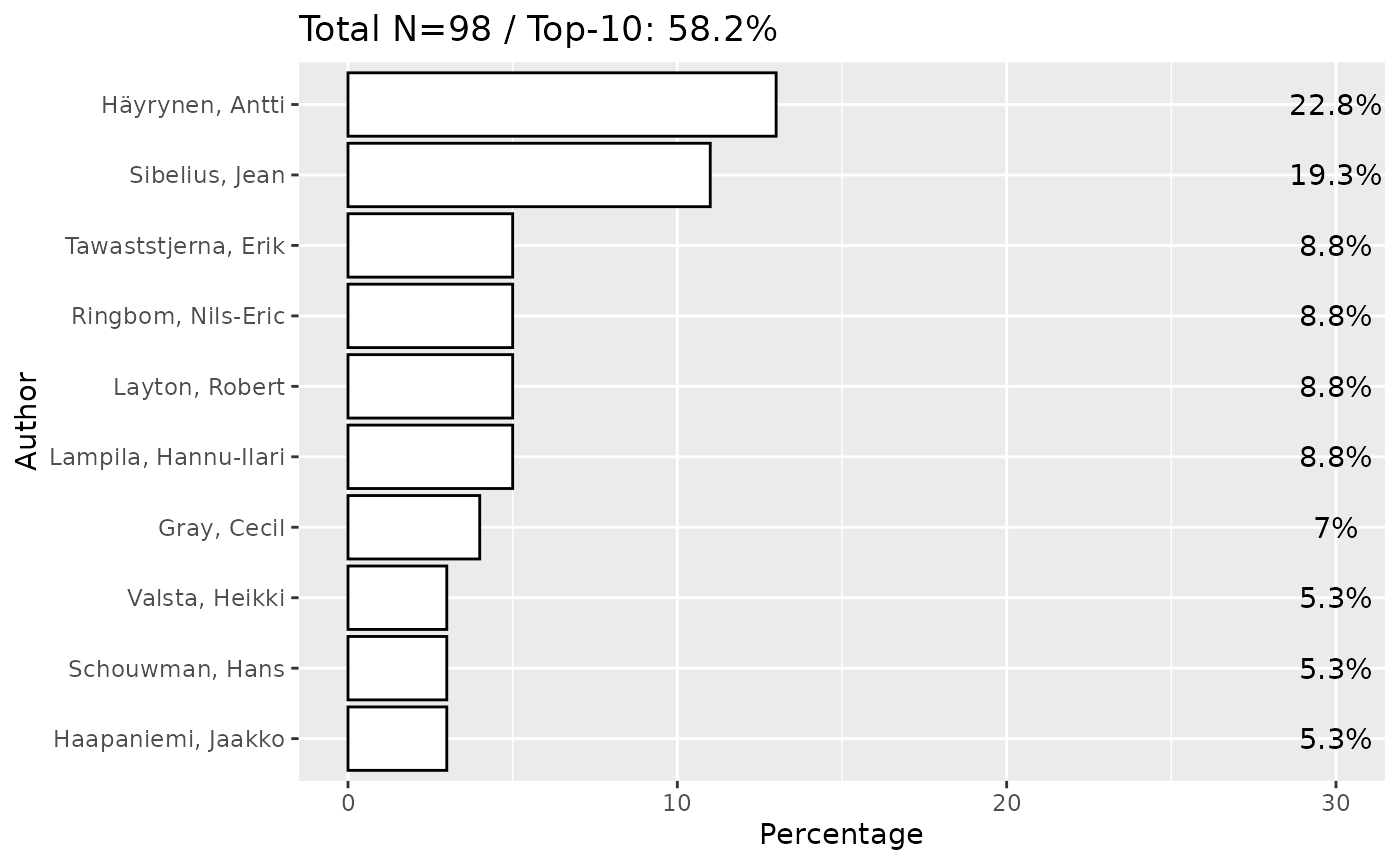 Total N=98 / Top-10: 58.2%
Häyrynen, Antti 22.8%
Sibelius, Jean 19.3%
Tawaststjerna, Erik 8.8%
Ringbom, Nils-Eric 8.8%
Layton, Robert 8.8%
Lampila, Hannu-Ilari 8.8%
Gray, Cecil 7%
Valsta, Heikki 5.3%
Schouwman, Hans 5.3%
Haapaniemi, Jaakko 5.3%
Author
0 10 20 30
Percentage